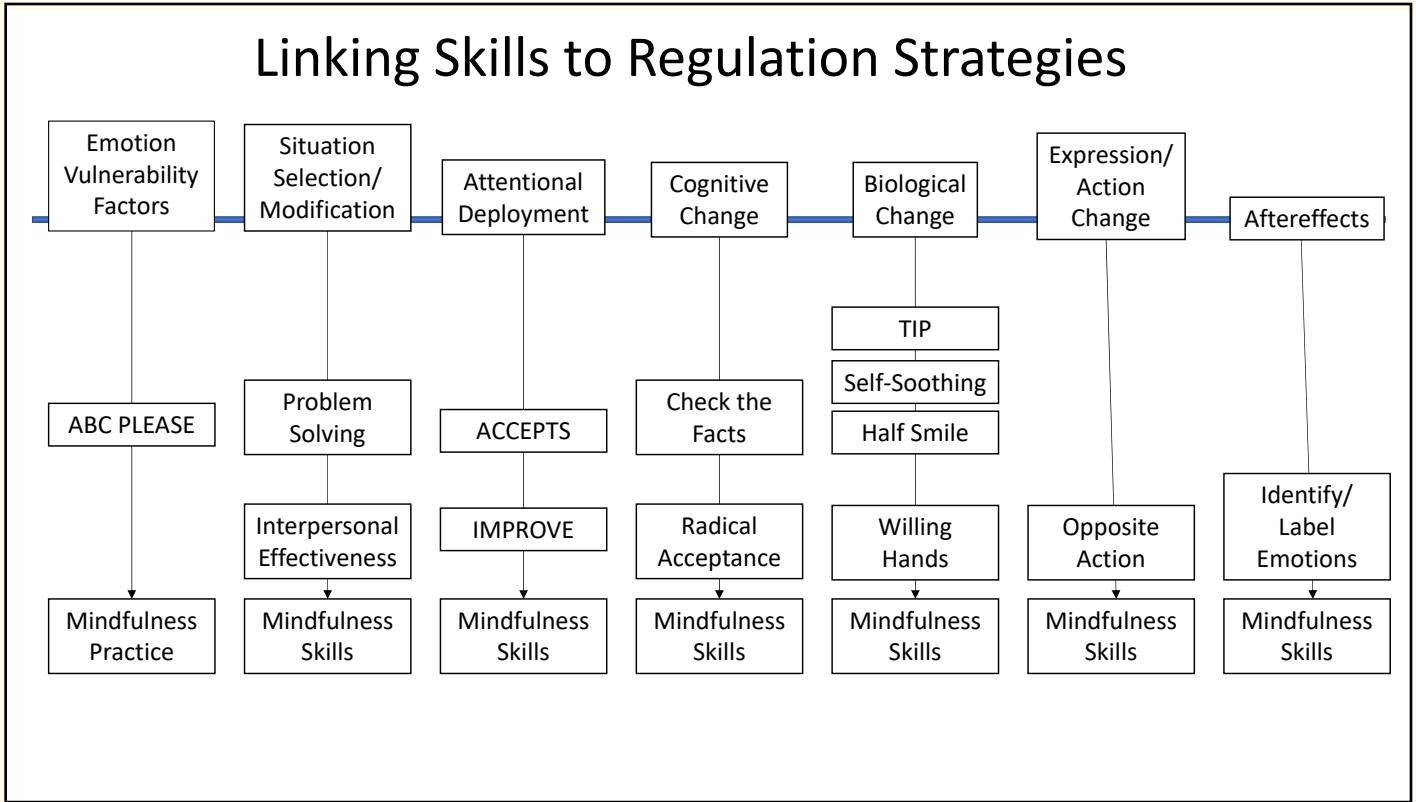 Linking Skills to Regulation Strategies
Emotion
Vulnerability
Factors
Situation
Selection/
Modification
Attentional
Deployment
Cognitive
Change
Biological
Change
Expression/
Action
Change
Aftereffects
ABC PLEASE
Mindfulness
Practice
Problem
Solving
Interpersonal
Effectiveness
Mindfulness
Skills
ACCEPTS
IMPROVE
Mindfulness
Skills
Check the
Facts
Radical
Acceptance
Mindfulness
Skills
TIP
Self-Soothing
Half Smile
Willing
Hands
Mindfulness
Skills
Opposite
Action
Mindfulness
Skills
Identify/
Label
Emotions
Mindfulness
Skills